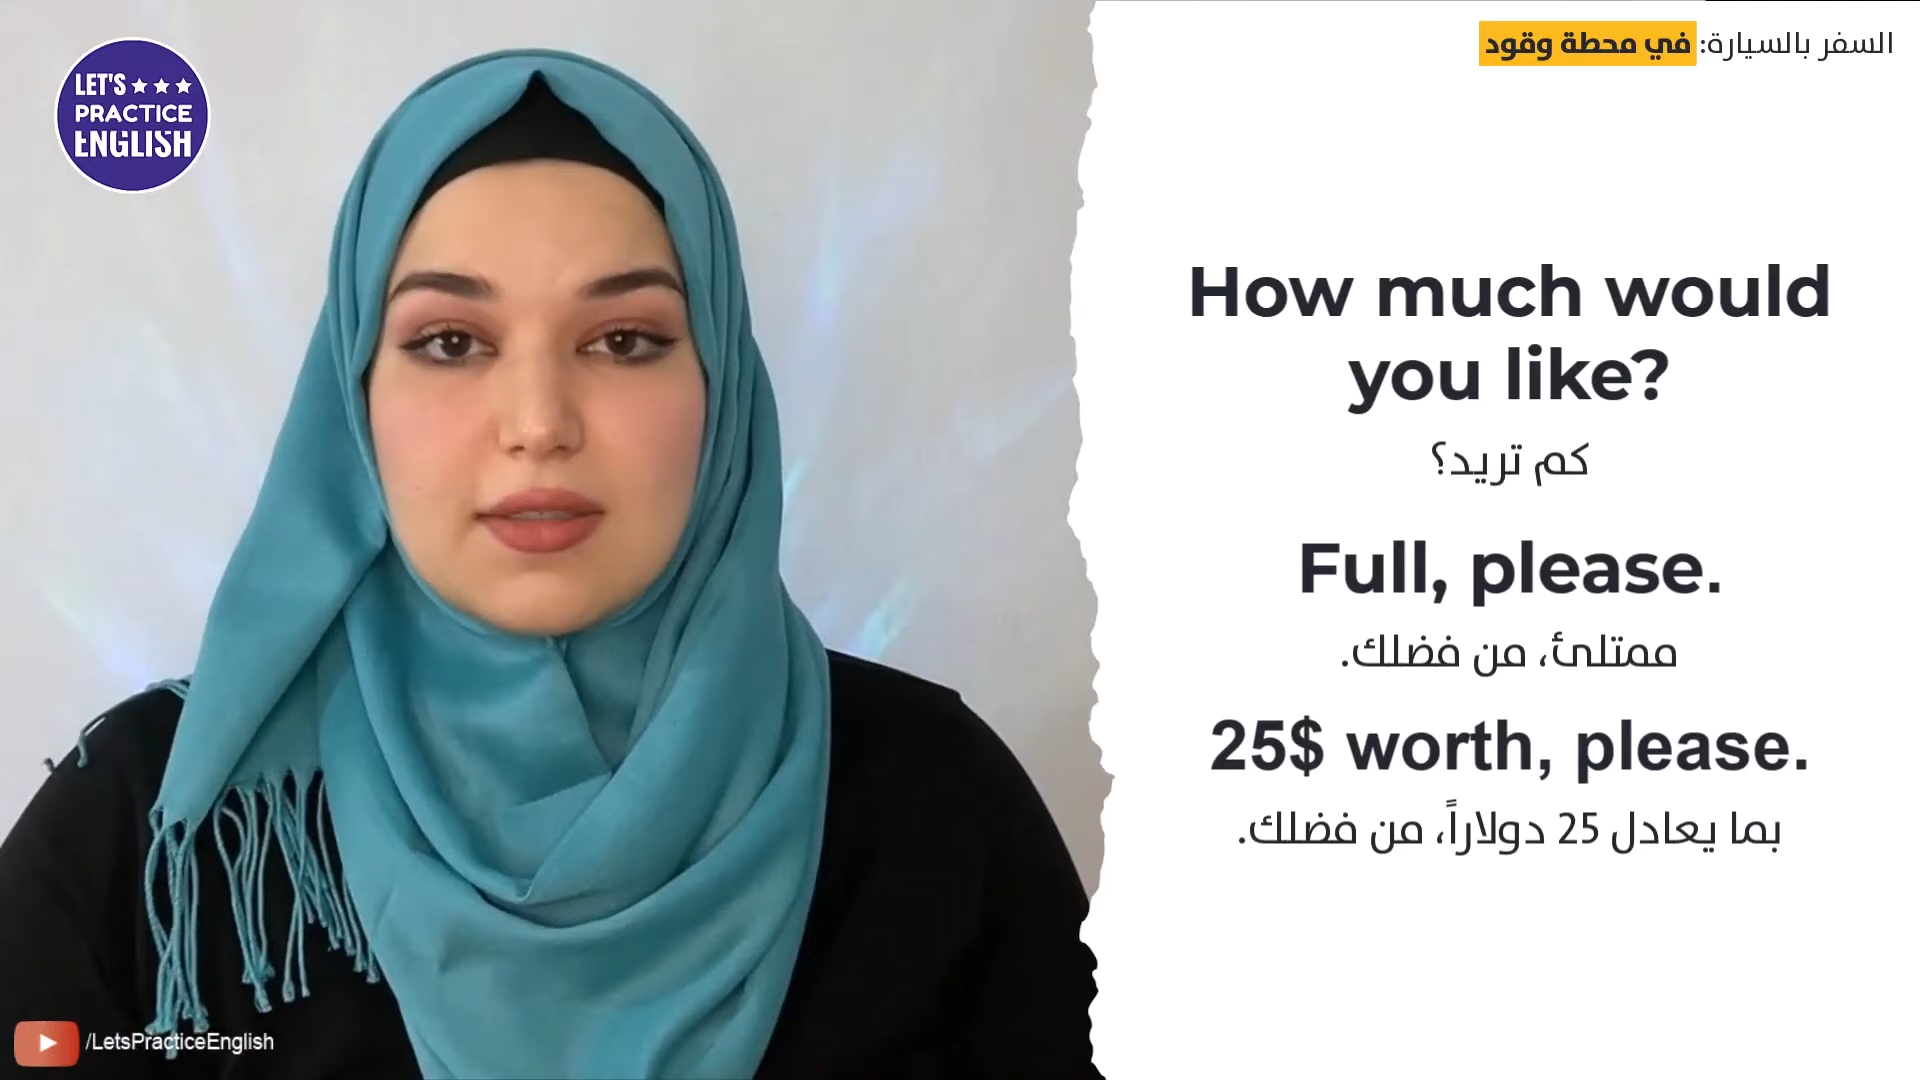 LET'S
PRACTICE
ENGLISH
السفر بالسيارة: في محطة وقود
How much would
you like?
كم تريد؟
Full, please.
ممتلئ، من فضلك.
25$ worth, please.
بما يعادل 25 دولاراً، من فضلك.
/LetsPracticeEnglish